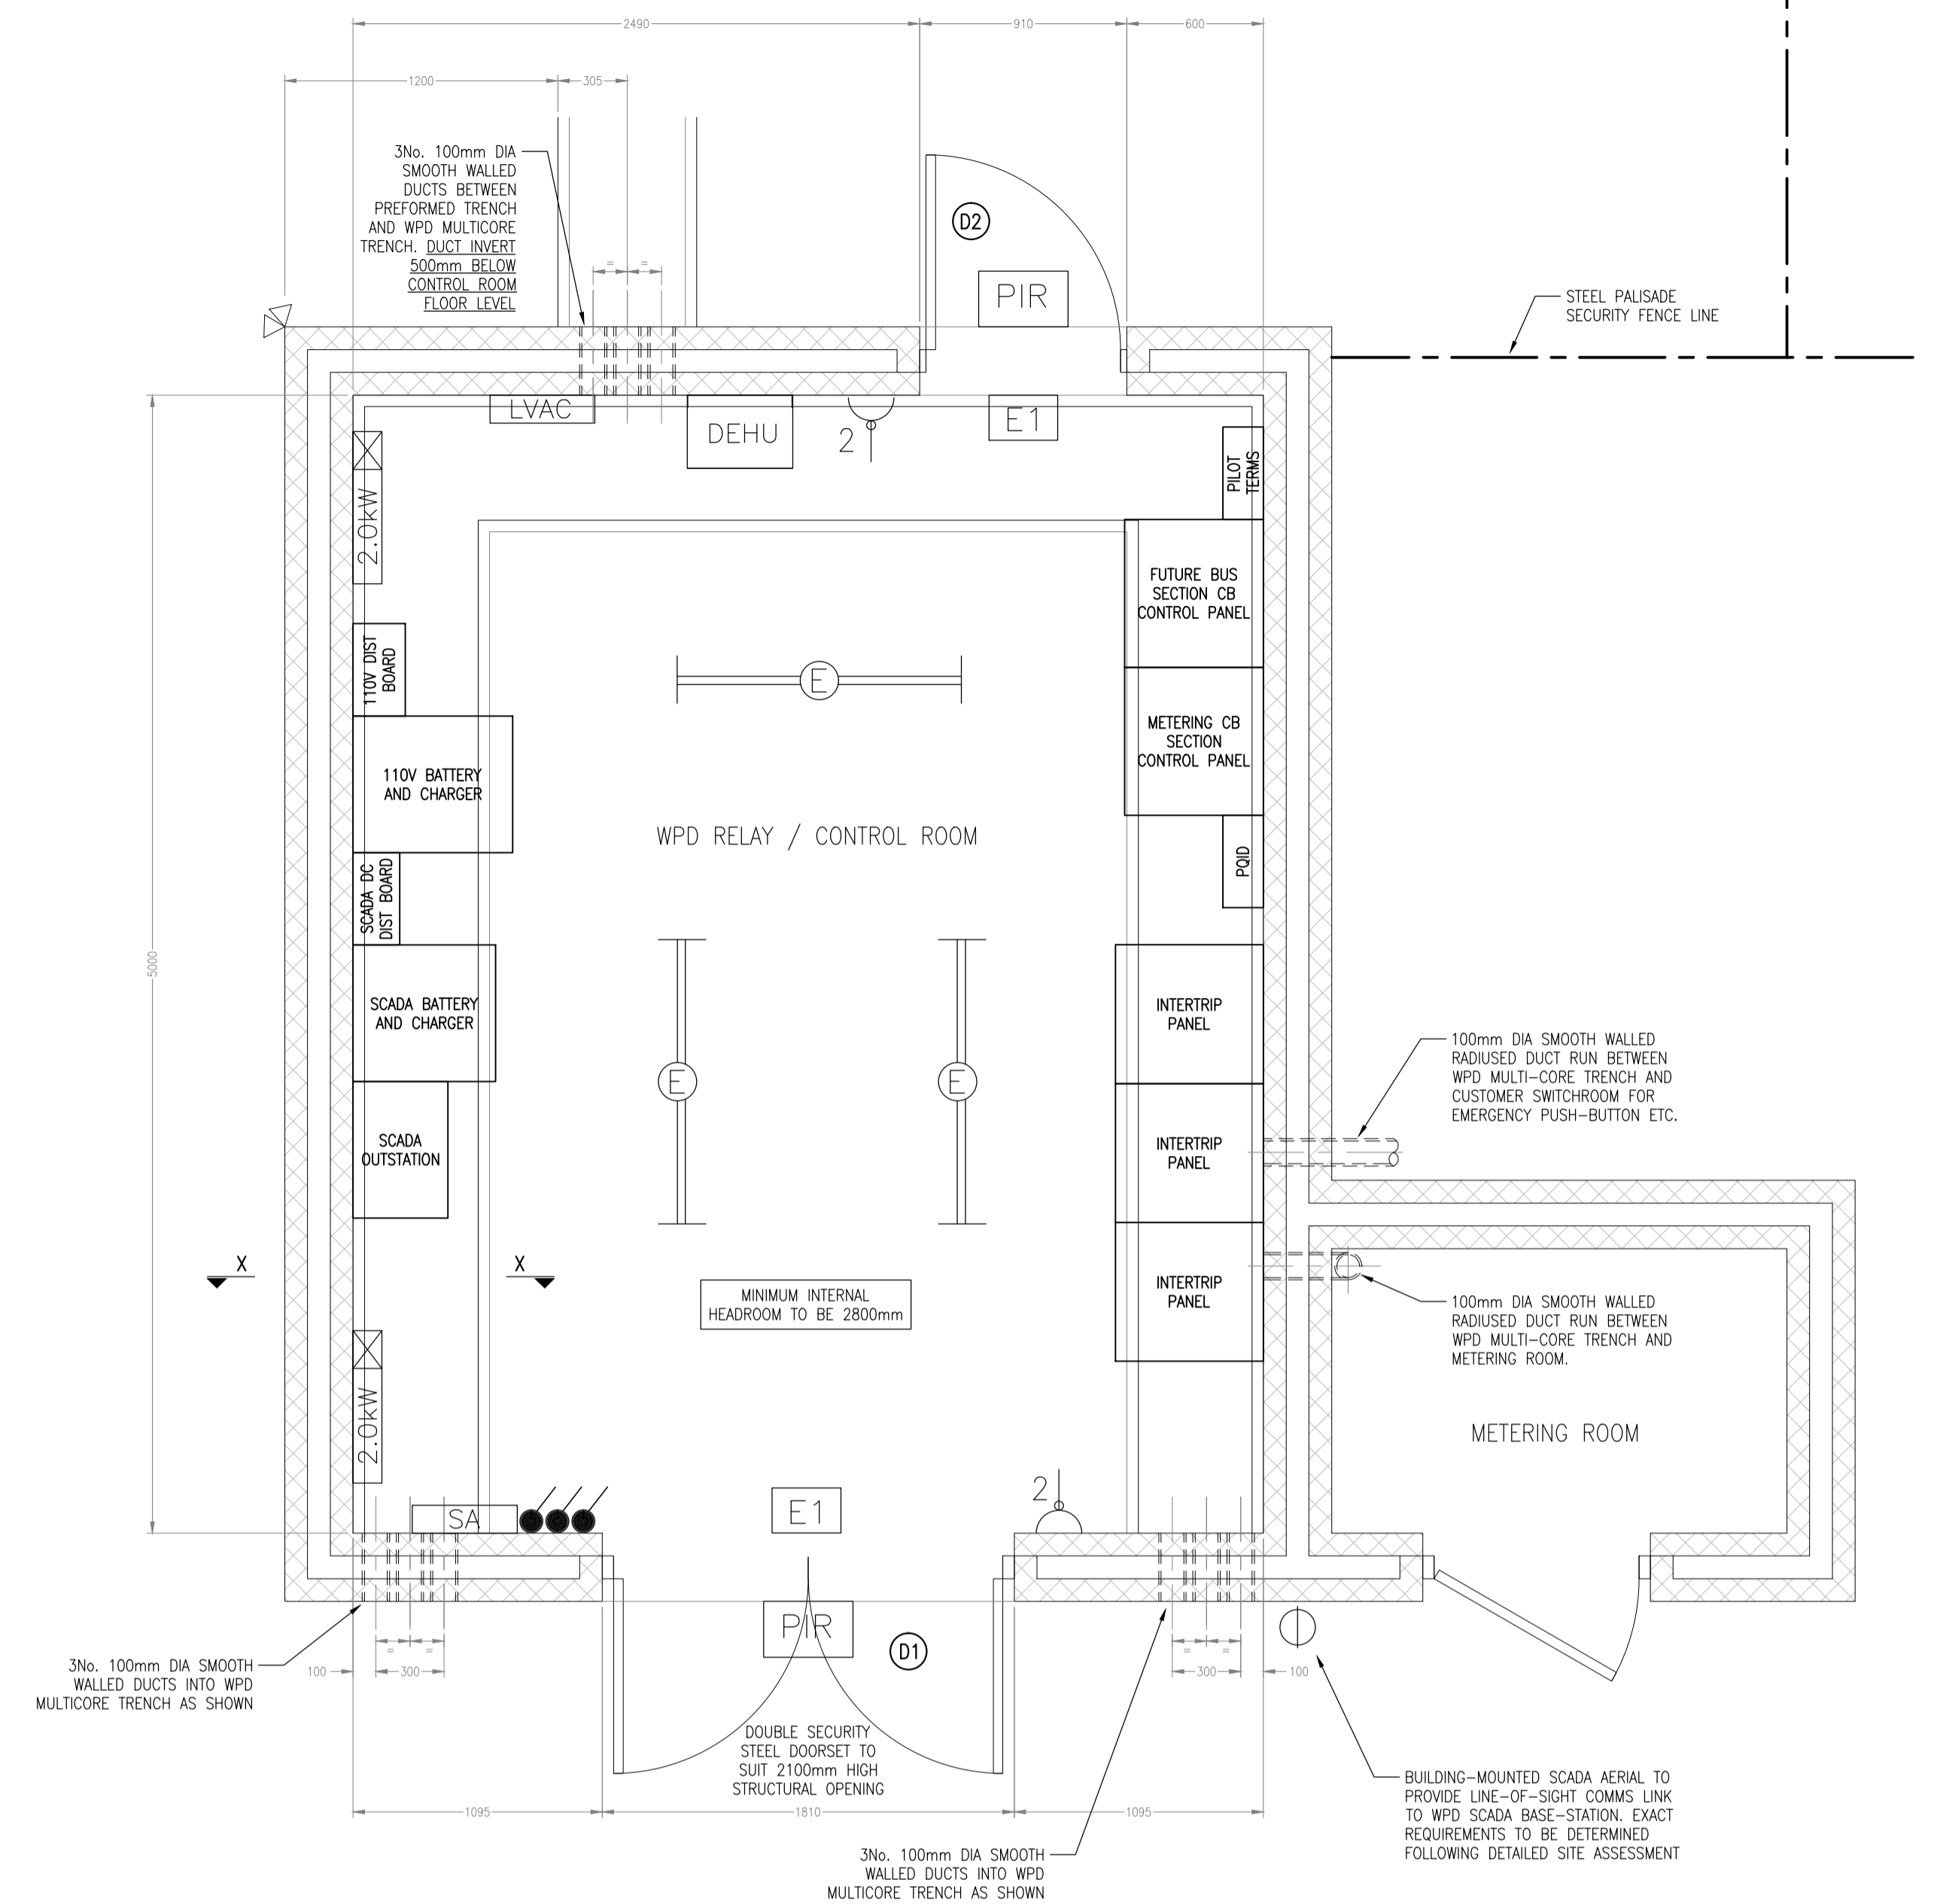 2490
910
600
1200
305
3No. 100mm DIA
SMOOTH WALLED
DUCTS BETWEEN
PREFORMED TRENCH
AND WPD MULTICORE
TRENCH. DUCT INVERT
500mm BELOW
CONTROL ROOM
FLOOR LEVEL
= =
D2
PIR
STEEL PALISADE
SECURITY FENCE LINE
LVAC
DEHU
2
E1
PILOT
TERMS
2.0kW
FUTURE BUS
SECTION CB
CONTROL PANEL
110V DIST
BOARD
METERING CB
SECTION
CONTROL PANEL
110V BATTERY
AND CHARGER
E
WPD RELAY / CONTROL ROOM
PQID
SCADA DC
DIST BOARD
5000
SCADA BATTERY
AND CHARGER
INTERTRIP
PANEL
E
E
100mm DIA SMOOTH WALLED
RADIUSED DUCT RUN BETWEEN
WPD MULTI-CORE TRENCH AND
CUSTOMER SWITCHROOM FOR
EMERGENCY PUSH-BUTTON ETC.
SCADA
OUTSTATION
INTERTRIP
PANEL
X
X
MINIMUM INTERNAL
HEADROOM TO BE 2800mm
INTERTRIP
PANEL
100mm DIA SMOOTH WALLED
RADIUSED DUCT RUN BETWEEN
WPD MULTI-CORE TRENCH AND
METERING ROOM.
2.0kW
METERING ROOM
SA
E1
2
PIR
D1
= =
= =
3No. 100mm DIA SMOOTH
WALLED DUCTS INTO WPD
MULTICORE TRENCH AS SHOWN
100
300
300
100
DOUBLE SECURITY
STEEL DOORSET TO
SUIT 2100mm HIGH
STRUCTURAL OPENING
1095
1810
1095
BUILDING-MOUNTED SCADA AERIAL TO
PROVIDE LINE-OF-SIGHT COMMS LINK
TO WPD SCADA BASE-STATION. EXACT
REQUIREMENTS TO BE DETERMINED
FOLLOWING DETAILED SITE ASSESSMENT
3No. 100mm DIA SMOOTH
WALLED DUCTS INTO WPD
MULTICORE TRENCH AS SHOWN